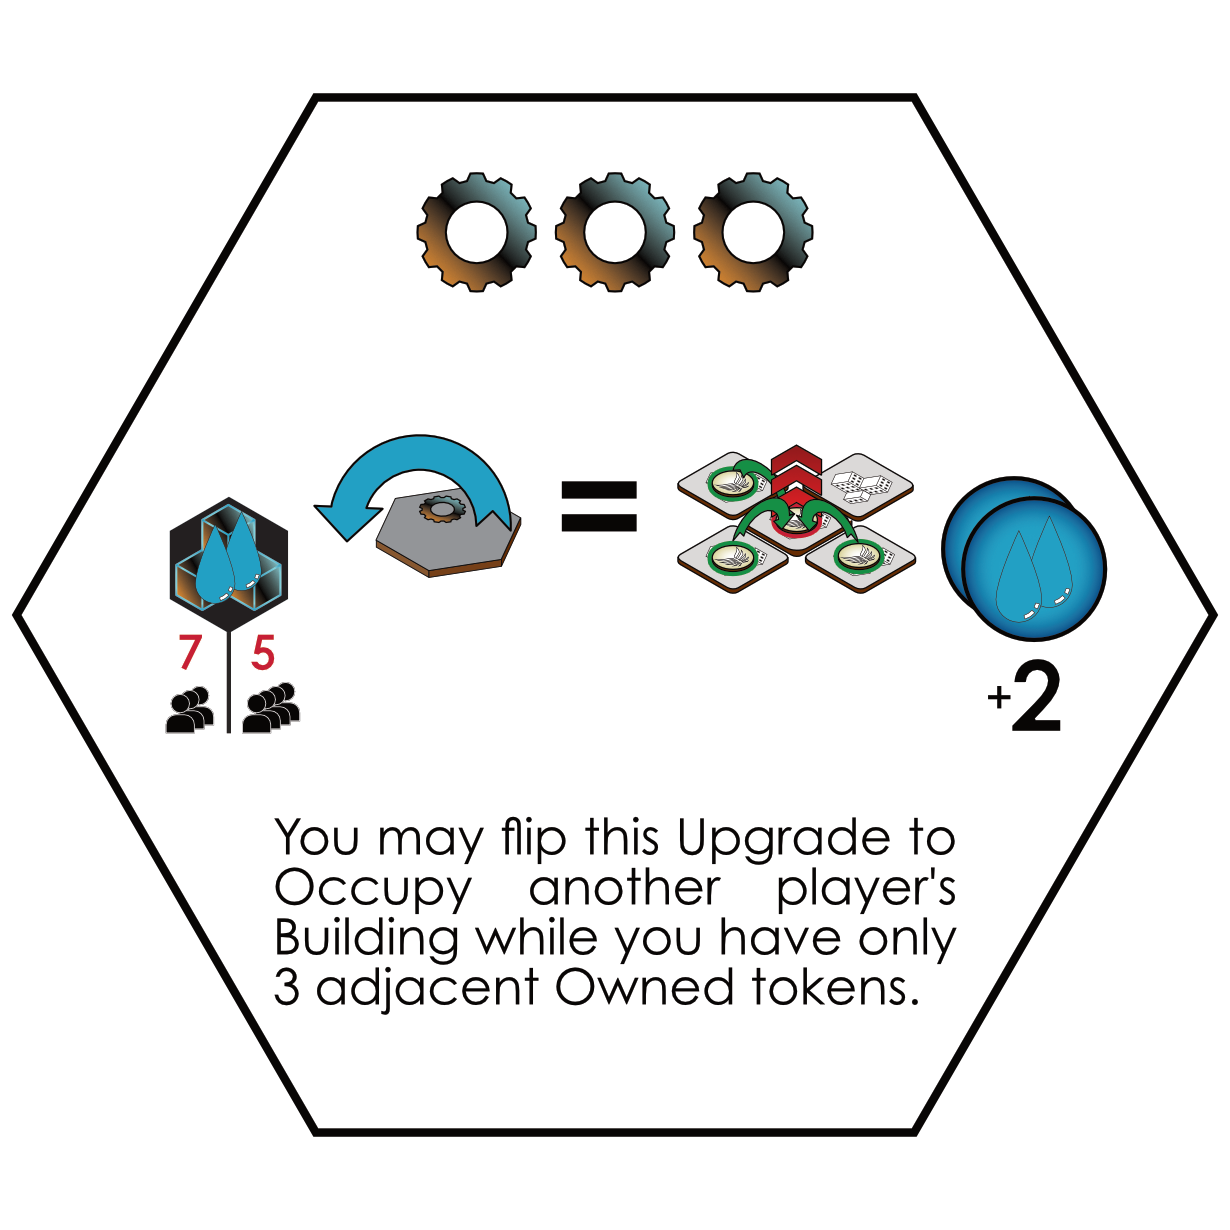 =
7 5
+2
You may flip this Upgrade to
Occupy another player's
Building while you have only
3 adjacent Owned tokens.